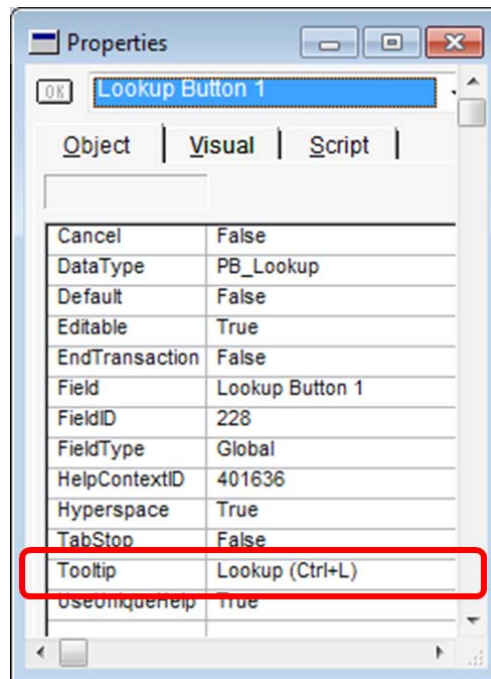 Properties
OK Lookup Button 1
Object Visual Script
Cancel False
DataType PB_Lookup
Default False
Editable True
EndTransaction False
Field Lookup Button 1
FieldID 228
FieldType Global
HelpContextID 401636
Hyperspace True
TabStop False
Tooltip Lookup (Ctrl+L)
UseUniqueHelp True